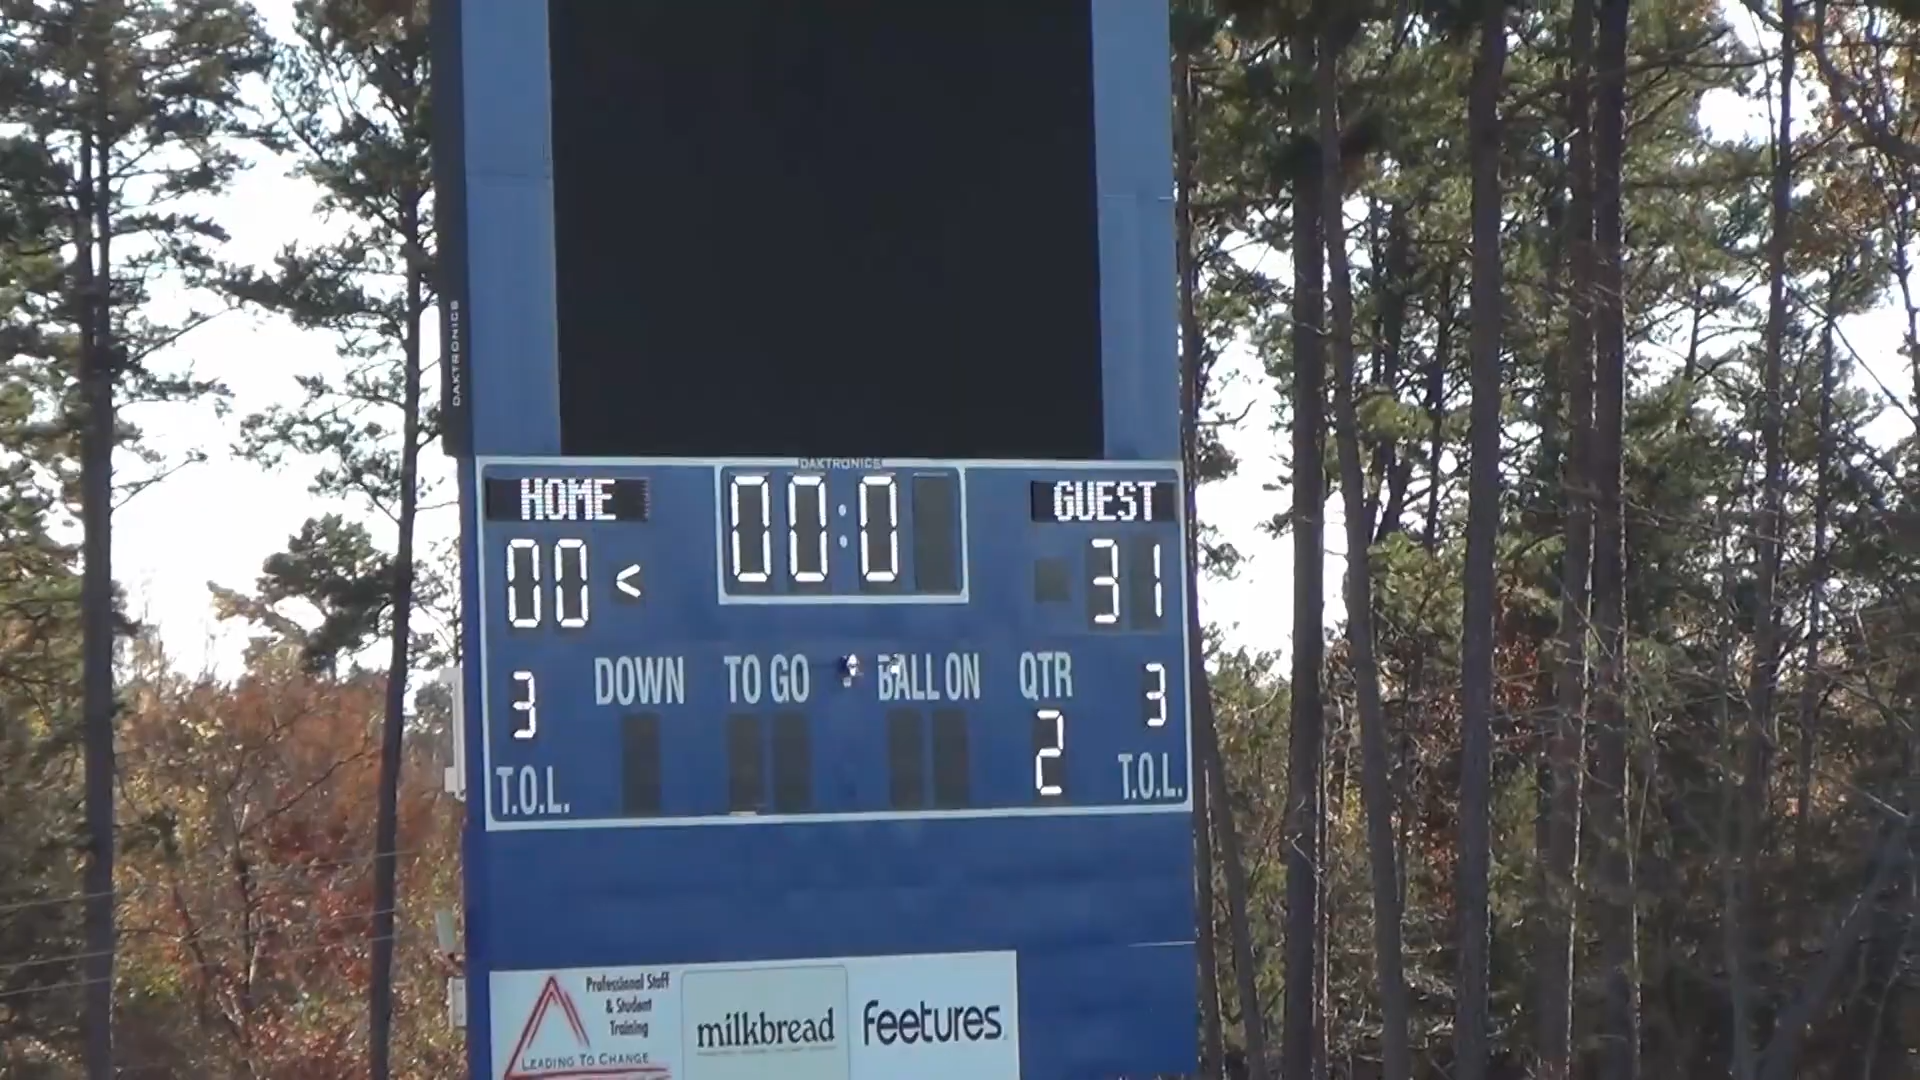 DAKTRONICS
DAKTRONICS
HOME 00:0 GUEST
00 < 31
3 DOWN TO GO BALL ON QTR 3
T.O.L. 2 T.O.L.
Professional Staff
& Student
Training
LEADING TO CHANGE
milkbread
feetures